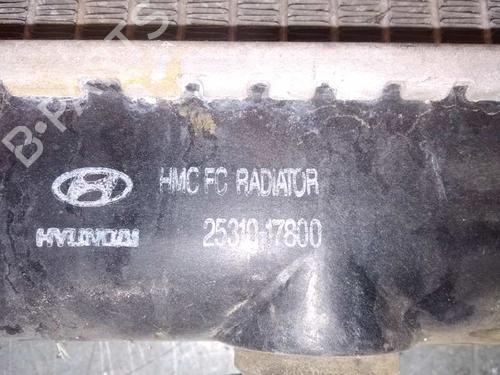 B-PARTS
HMC FC RADIATOR
HYUNDAI
25310-17800